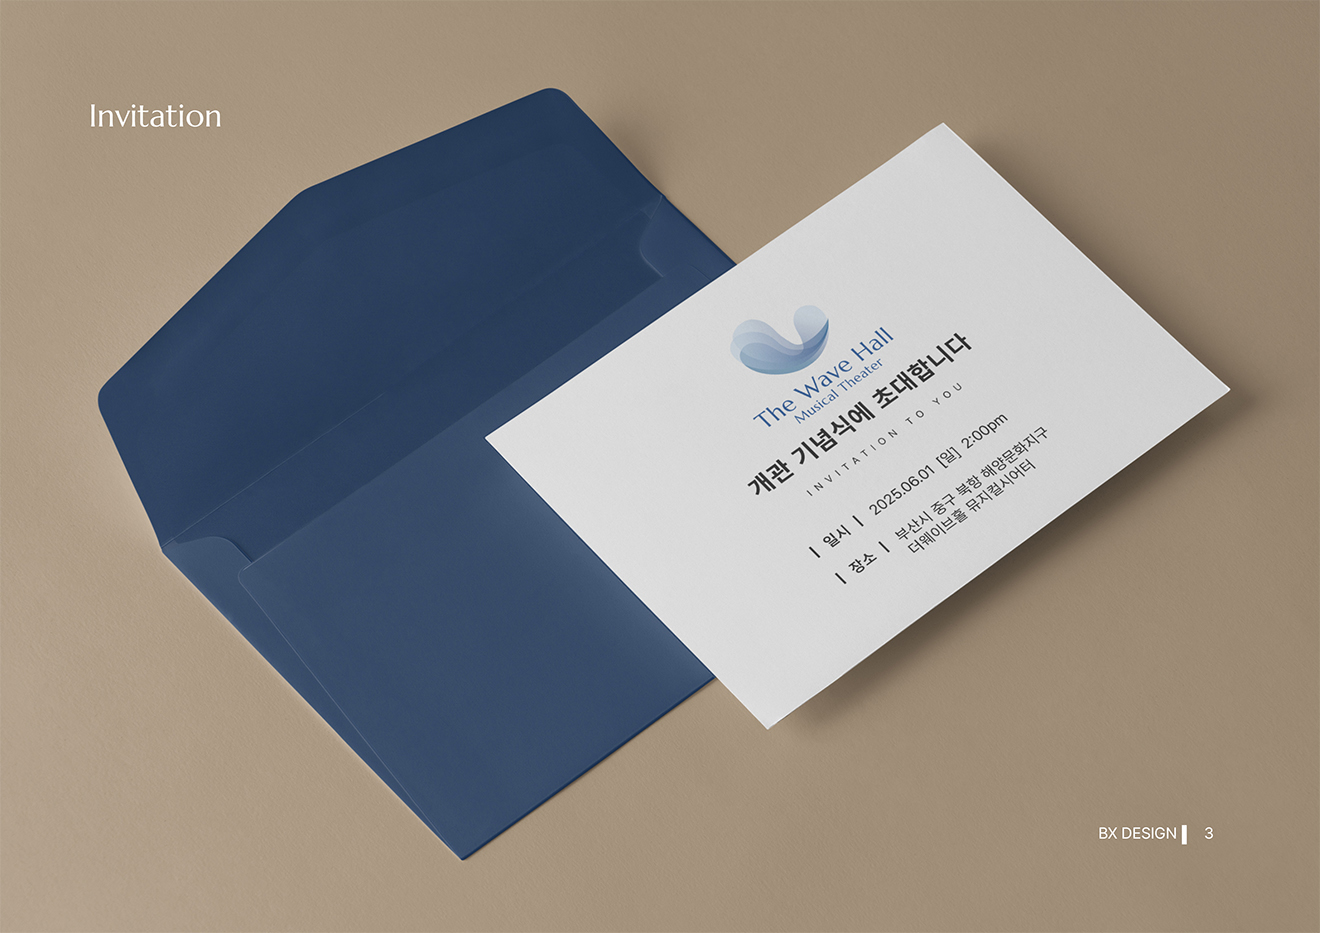 Invitation
The Wave Hall
Musical Theater
개관 기념식에 초대합니다
INVITATION TO YOU
| 일시 | 2025.06.01 [일] 2:00pm
| 장소 | 부산시 중구 북항 해양문화지구
더웨이브홀 뮤지컬시어터
BX DESIGN | 3